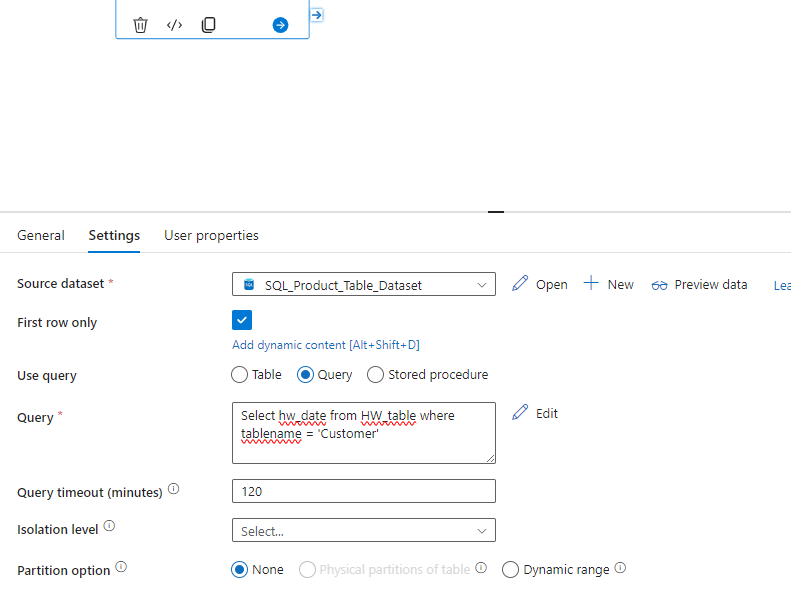 General Settings User properties
Source dataset * SQL_Product_Table_Dataset Open New Preview data Lea
First row only
Add dynamic content [Alt+Shift+D]
Use query Table Query Stored procedure
Query * Select hw_date from HW_table where Edit
tablename = 'Customer'
Query timeout (minutes) 120
Isolation level Select...
Partition option None Physical partitions of table Dynamic range